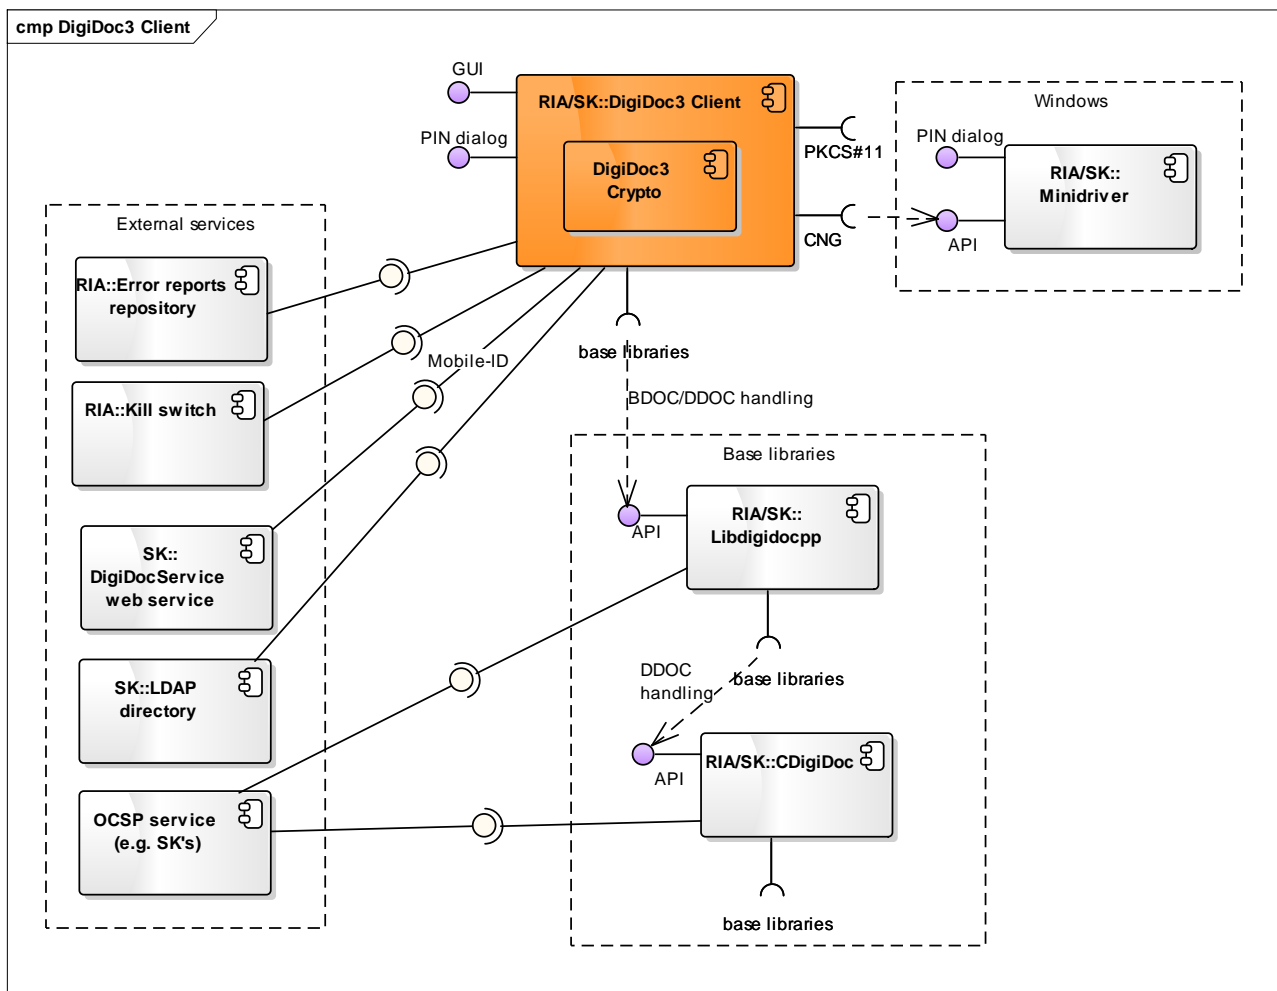 cmp DigiDoc3 Client
GUI
PIN dialog
RIA/SK::DigiDoc3 Client
DigiDoc3
Crypto
PKCS#11
CNG
Windows
PIN dialog
API
RIA/SK::
Minidriver
External services
RIA::Error reports
repository
RIA::Kill switch
SK::
DigiDocService
web service
SK::LDAP
directory
OCSP service
(e.g. SK's)
Mobile-ID
base libraries
BDOC/DDOC handling
Base libraries
API
RIA/SK::
Libdigidocpp
base libraries
DDOC
handling
API
RIA/SK::CDigiDoc
base libraries